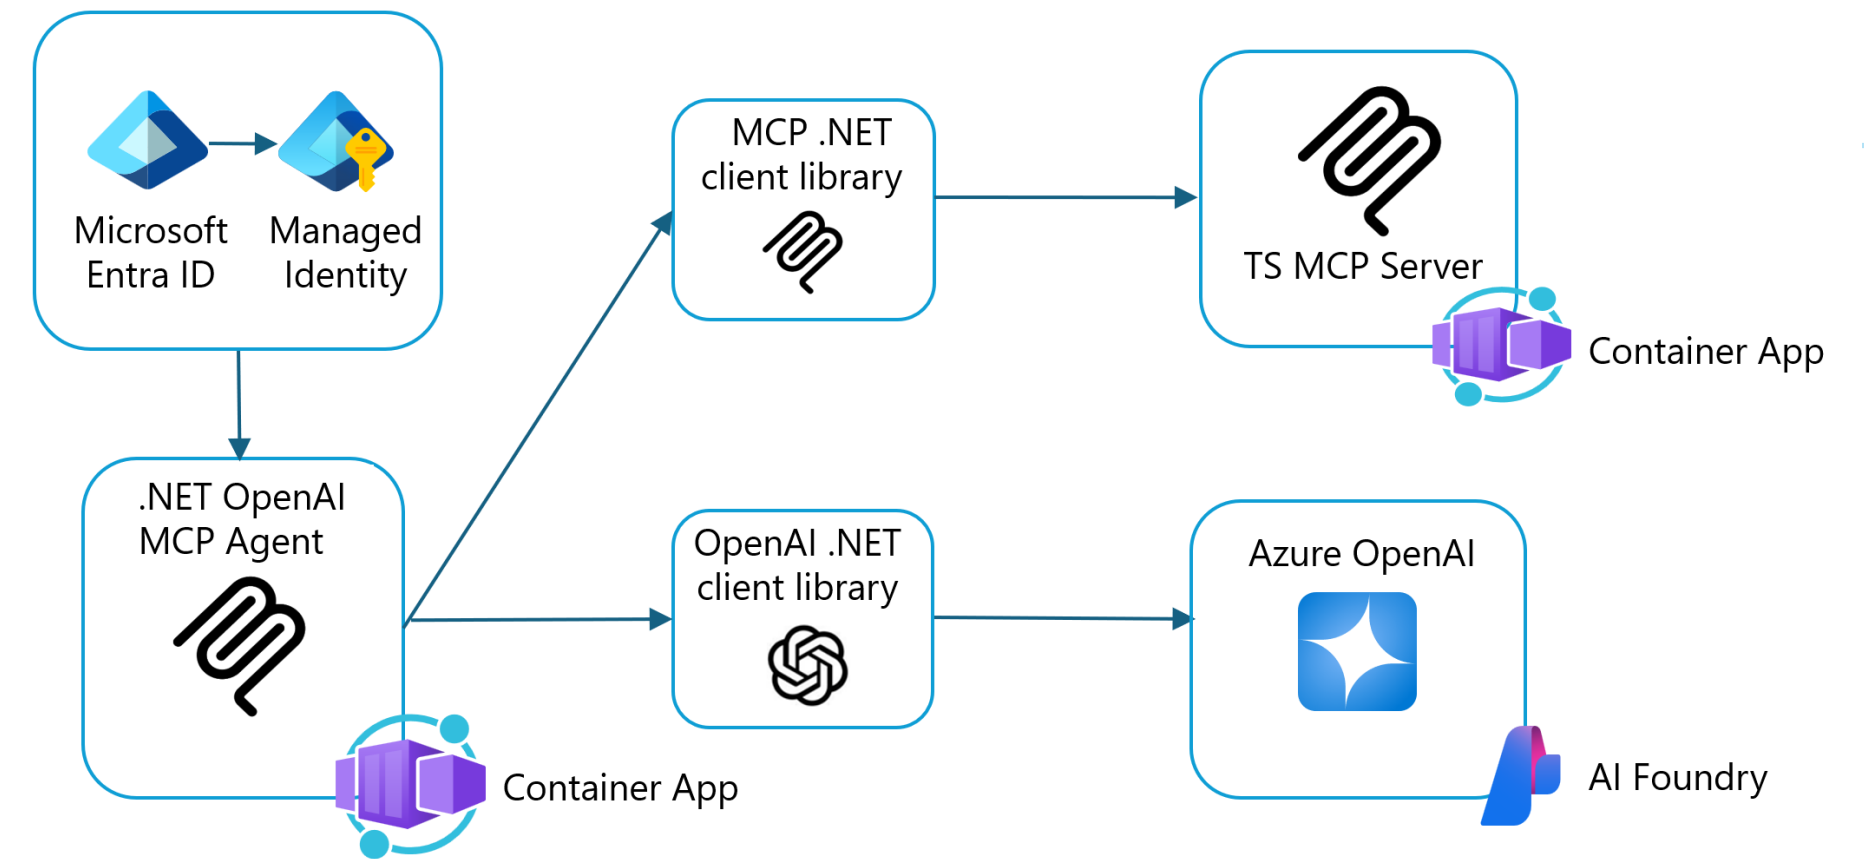 Microsoft
Entra ID
Managed
Identity
MCP .NET
client library
TS MCP Server
Container App
.NET OpenAI
MCP Agent
Container App
OpenAI .NET
client library
Azure OpenAI
AI Foundry